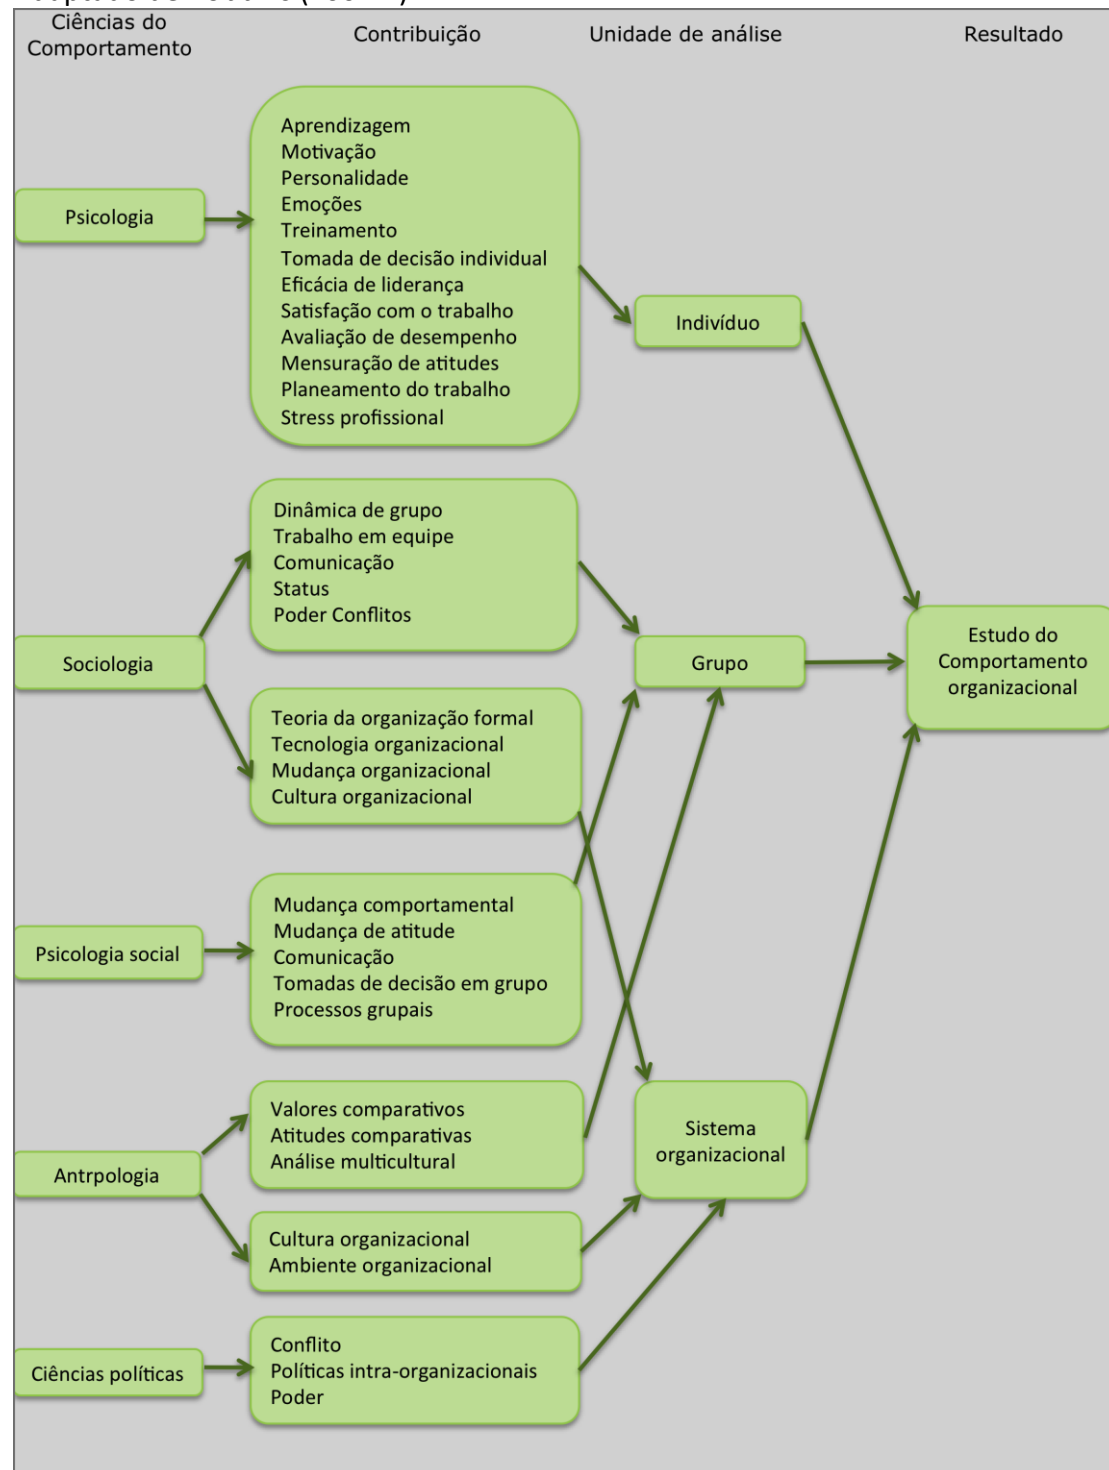 Ciências do
Comportamento
Contribuição
Unidade de análise
Resultado
Psicologia
Aprendizagem
Motivação
Personalidade
Emoções
Treinamento
Tomada de decisão individual
Eficácia de liderança
Satisfação com o trabalho
Avaliação de desempenho
Mensuração de atitudes
Planeamento do trabalho
Stress profissional
Indivíduo
Sociologia
Dinâmica de grupo
Trabalho em equipe
Comunicação
Status
Poder Conflitos
Grupo
Estudo do
Comportamento
organizacional
Teoria da organização formal
Tecnologia organizacional
Mudança organizacional
Cultura organizacional
Psicologia social
Mudança comportamental
Mudança de atitude
Comunicação
Tomadas de decisão em grupo
Processos grupais
Antrpologia
Valores comparativos
Atitudes comparativas
Análise multicultural
Sistema
organizacional
Cultura organizacional
Ambiente organizacional
Ciências políticas
Conflito
Políticas intra-organizacionais
Poder